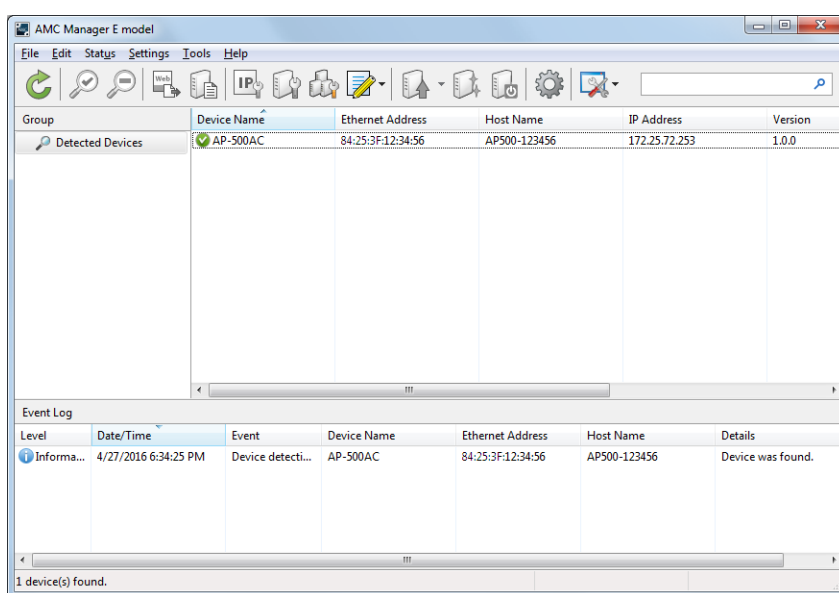 AMC Manager E model
File Edit Status Settings Tools Help
Web IP
Group Device Name Ethernet Address Host Name IP Address Version
Detected Devices AP-500AC 84:25:3F:12:34:56 AP500-123456 172.25.72.253 1.0.0
Event Log
Level Date/Time Event Device Name Ethernet Address Host Name Details
Informa... 4/27/2016 6:34:25 PM Device detecti... AP-500AC 84:25:3F:12:34:56 AP500-123456 Device was found.
1 device(s) found.